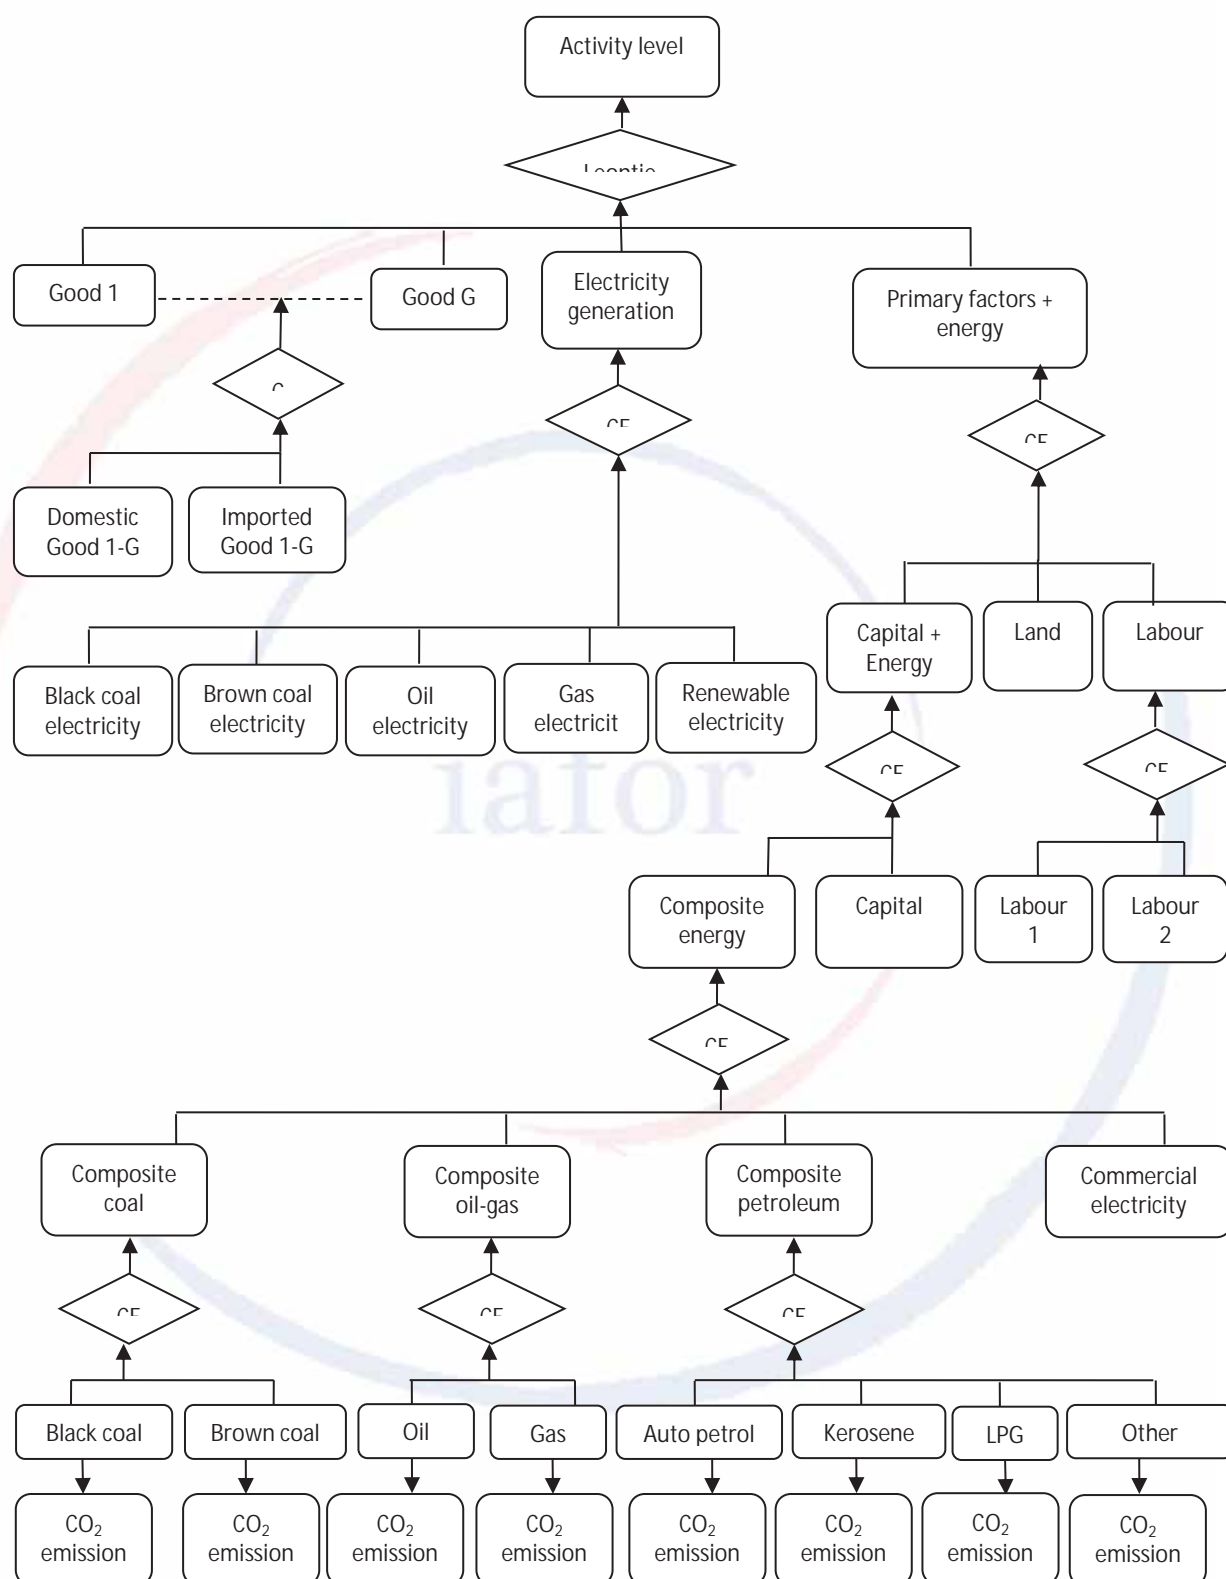 Activity level
Good 1
Good G
Electricity
generation
Primary factors +
energy
Domestic
Good 1-G
Imported
Good 1-G
Capital +
Energy
Land
Labour
Black coal
electricity
Brown coal
electricity
Oil
electricity
Gas
electricit
Renewable
electricity
iafor
Composite
energy
Capital
Labour
1
Labour
2
Composite
coal
Composite
oil-gas
Composite
petroleum
Commercial
electricity
Black coal
Brown coal
Oil
Gas
Auto petrol
Kerosene
LPG
Other
CO₂
emission
CO₂
emission
CO₂
emission
CO₂
emission
CO₂
emission
CO₂
emission
CO₂
emission
CO₂
emission